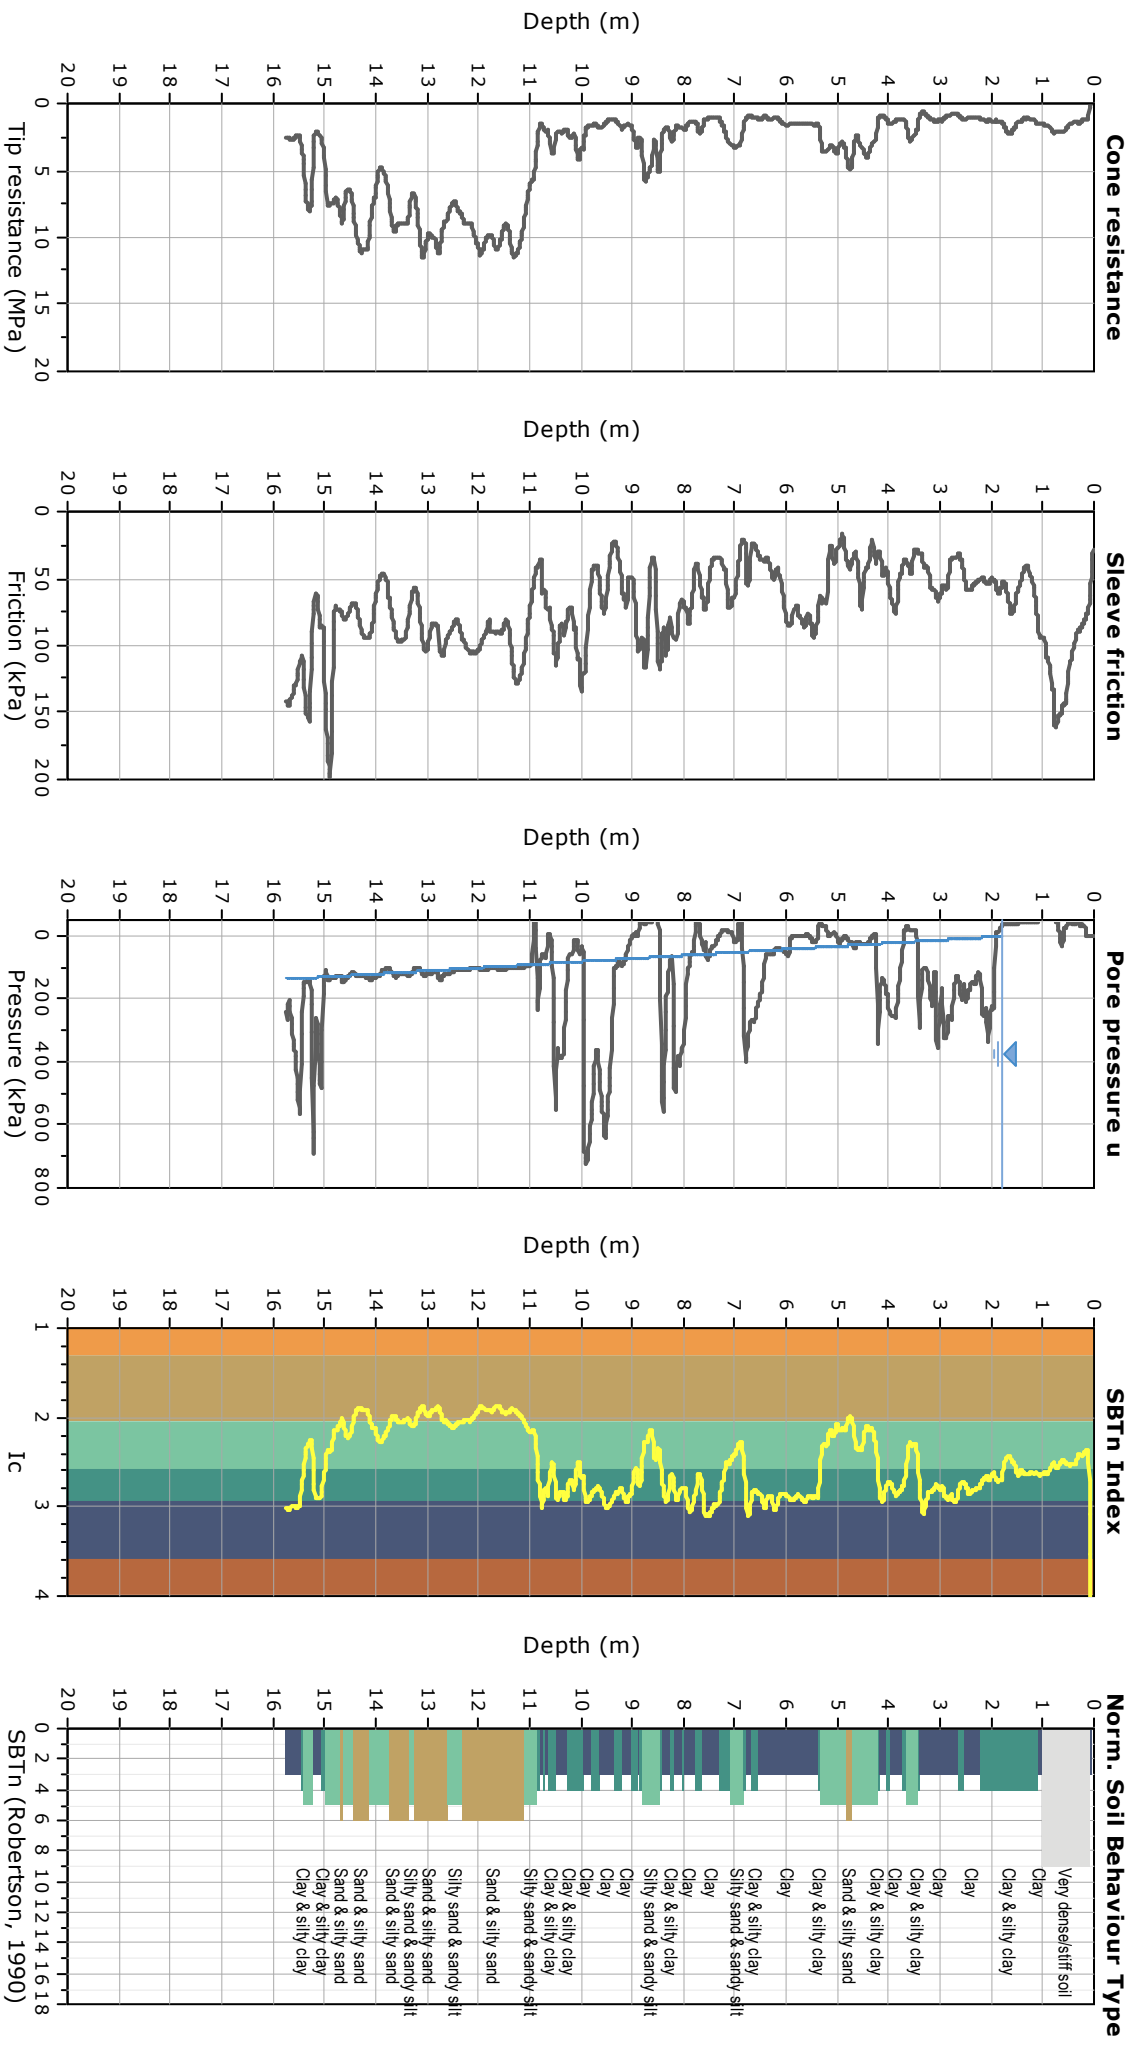 Cone resistance
Depth (m)
0
1
2
3
4
5
6
7
8
9
10
11
12
13
14
15
16
17
18
19
20
0
5
10
15
20
Tip resistance (MPa)
Sleeve friction
Depth (m)
0
1
2
3
4
5
6
7
8
9
10
11
12
13
14
15
16
17
18
19
20
0
50
100
150
200
Friction (kPa)
Pore pressure u
Depth (m)
0
1
2
3
4
5
6
7
8
9
10
11
12
13
14
15
16
17
18
19
20
0
200
400
600
800
Pressure (kPa)
SBTn Index
Depth (m)
0
1
2
3
4
5
6
7
8
9
10
11
12
13
14
15
16
17
18
19
20
1
2
3
4
Ic
Norm. Soil Behaviour Type
Depth (m)
0
1
2
3
4
5
6
7
8
9
10
11
12
13
14
15
16
17
18
19
20
Very dense/stiff soil
Clay
Clay & silty clay
Clay
Clay
Clay & silty clay
Clay
Clay & silty clay
Sand & silty sand
Clay & silty clay
Clay
Clay & silty clay
Silty sand & sandy silt
Clay
Clay
Clay & silty clay
Silty sand & sandy silt
Clay
Clay
Clay
Clay & silty clay
Clay & silty clay
Silty sand & sandy silt
Sand & silty sand
Silty sand & sandy silt
Sand & silty sand
Silty sand & sandy silt
Sand & silty sand
Sand & silty sand
Sand & silty sand
Clay & silty clay
Clay & silty clay
0 2 4 6 8 10 12 14 16 18
SBTn (Robertson, 1990)